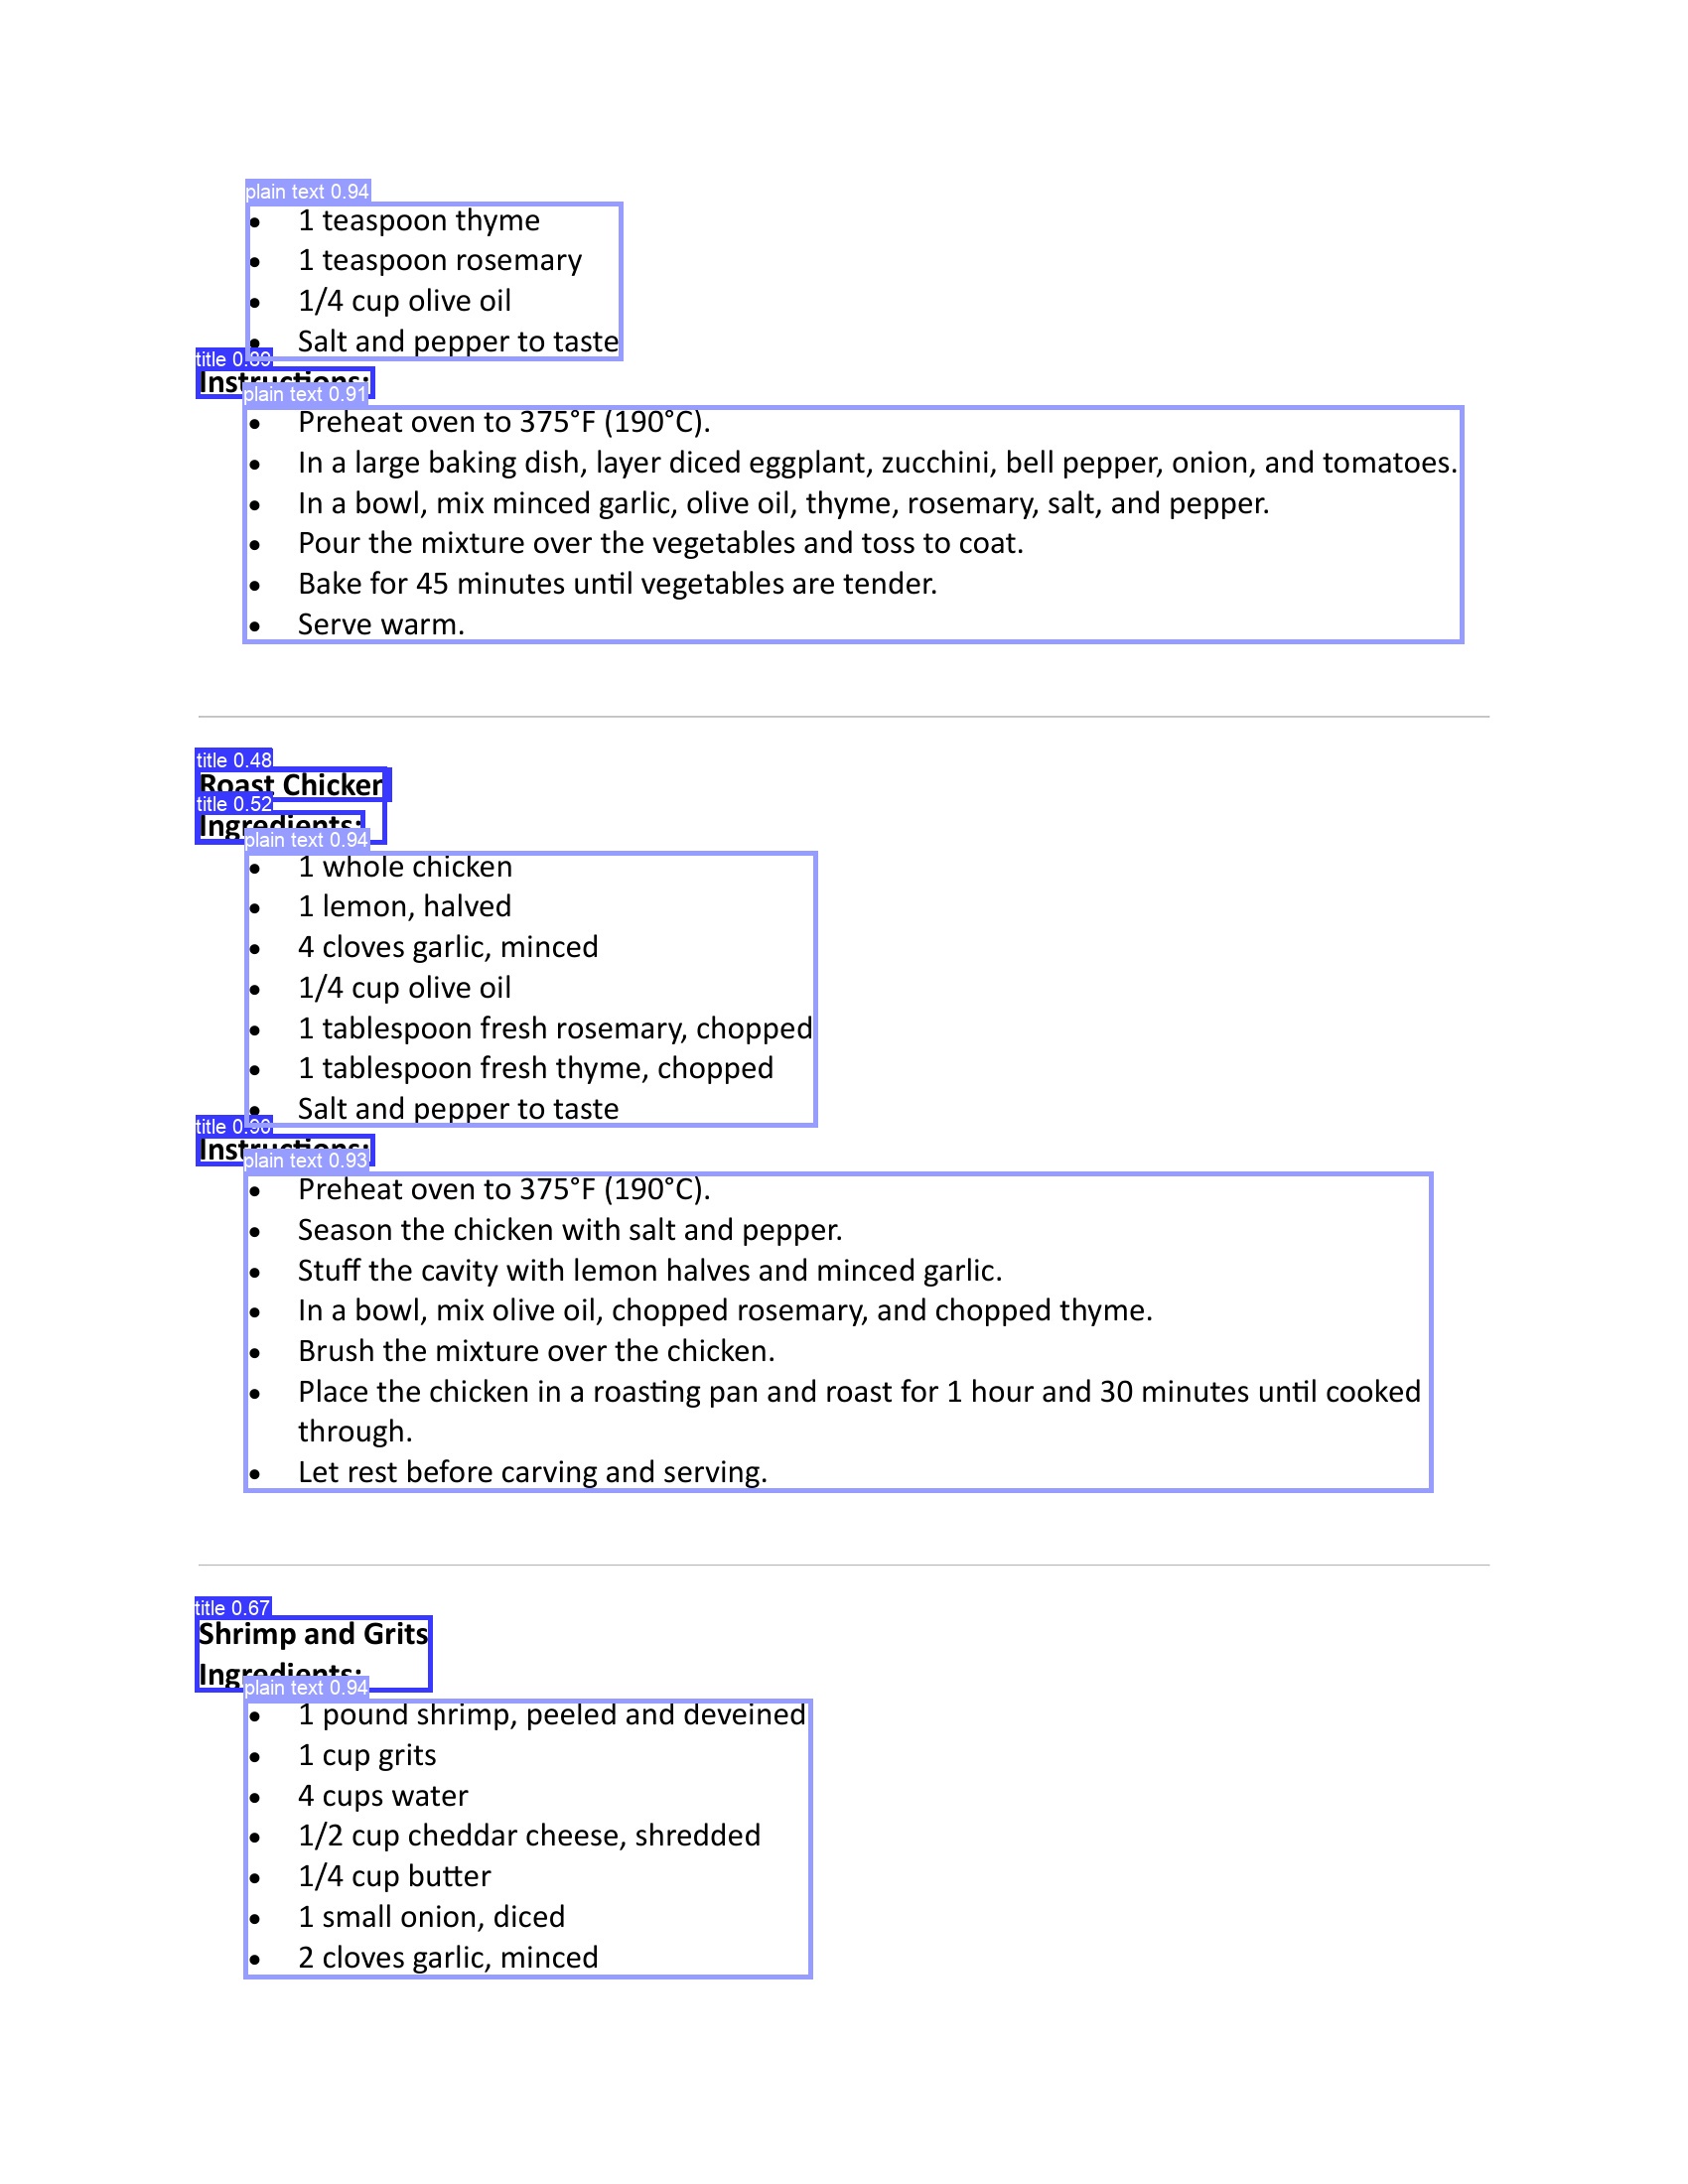 plain text 0.94
• 1 teaspoon thyme
• 1 teaspoon rosemary
• 1/4 cup olive oil
• Salt and pepper to taste
title 0.89
Instructions:
plain text 0.91
• Preheat oven to 375°F (190°C).
• In a large baking dish, layer diced eggplant, zucchini, bell pepper, onion, and tomatoes.
• In a bowl, mix minced garlic, olive oil, thyme, rosemary, salt, and pepper.
• Pour the mixture over the vegetables and toss to coat.
• Bake for 45 minutes until vegetables are tender.
• Serve warm.
title 0.48
Roast Chicken
title 0.52
Ingredients:
plain text 0.94
• 1 whole chicken
• 1 lemon, halved
• 4 cloves garlic, minced
• 1/4 cup olive oil
• 1 tablespoon fresh rosemary, chopped
• 1 tablespoon fresh thyme, chopped
• Salt and pepper to taste
title 0.90
Instructions:
plain text 0.93
• Preheat oven to 375°F (190°C).
• Season the chicken with salt and pepper.
• Stuff the cavity with lemon halves and minced garlic.
• In a bowl, mix olive oil, chopped rosemary, and chopped thyme.
• Brush the mixture over the chicken.
• Place the chicken in a roasting pan and roast for 1 hour and 30 minutes until cooked
through.
• Let rest before carving and serving.
title 0.67
Shrimp and Grits
Ingredients:
plain text 0.94
• 1 pound shrimp, peeled and deveined
• 1 cup grits
• 4 cups water
• 1/2 cup cheddar cheese, shredded
• 1/4 cup butter
• 1 small onion, diced
• 2 cloves garlic, minced